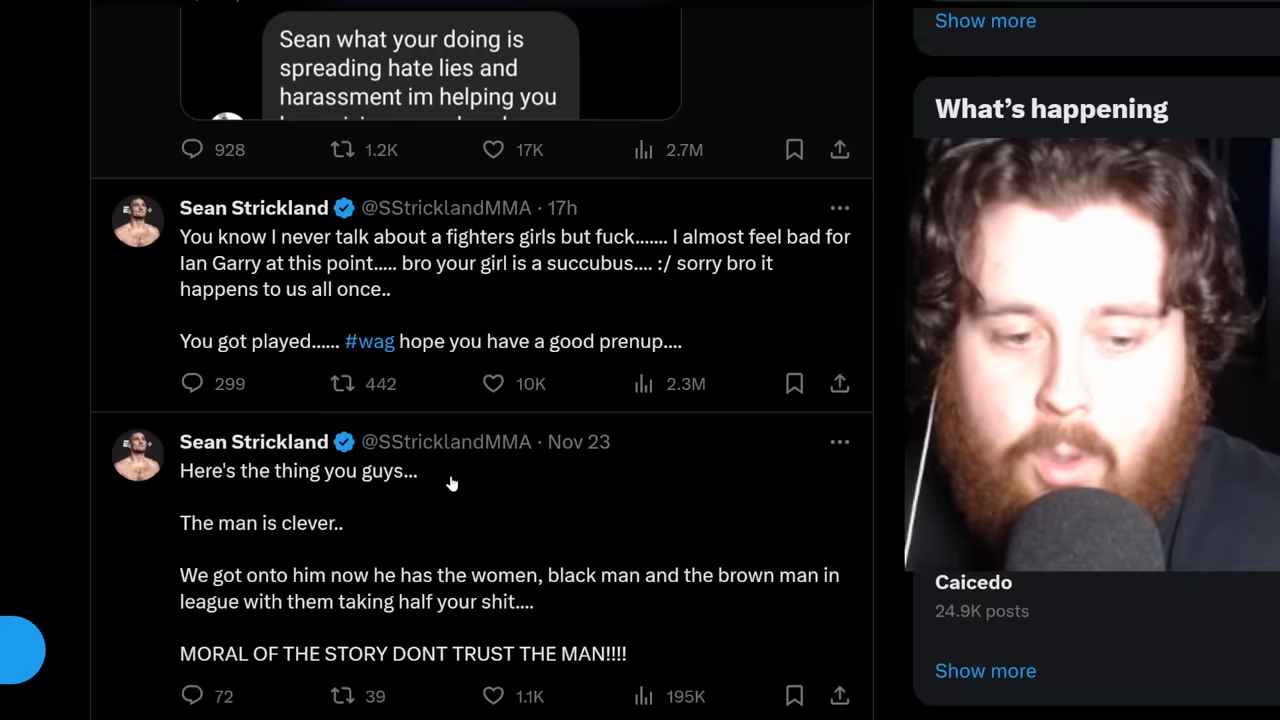 Show more
Sean what your doing is
spreading hate lies and
harassment im helping you
928 1.2K 17K 2.7M
What's happening
Sean Strickland @SStricklandMMA · 17h
You know I never talk about a fighters girls but fuck....... I almost feel bad for
Ian Garry at this point..... bro your girl is a succubus.... :/ sorry bro it
happens to us all once..
You got played...... #wag hope you have a good prenup....
299 442 10K 2.3M
Sean Strickland @SStricklandMMA · Nov 23
Here's the thing you guys...
The man is clever..
We got onto him now he has the women, black man and the brown man in
league with them taking half your shit....
MORAL OF THE STORY DONT TRUST THE MAN!!!!
72 39 1.1K 195K
Caicedo
24.9K posts
Show more